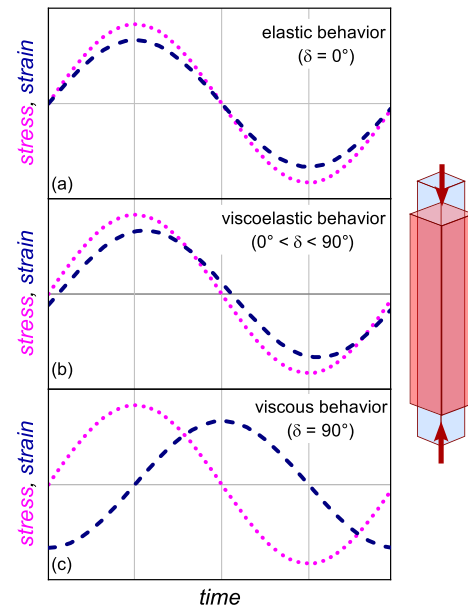 elastic behavior
(δ = 0°)
stress, strain
(a)
viscoelastic behavior
(0° < δ < 90°)
stress, strain
(b)
viscous behavior
(δ = 90°)
stress, strain
(c)
time